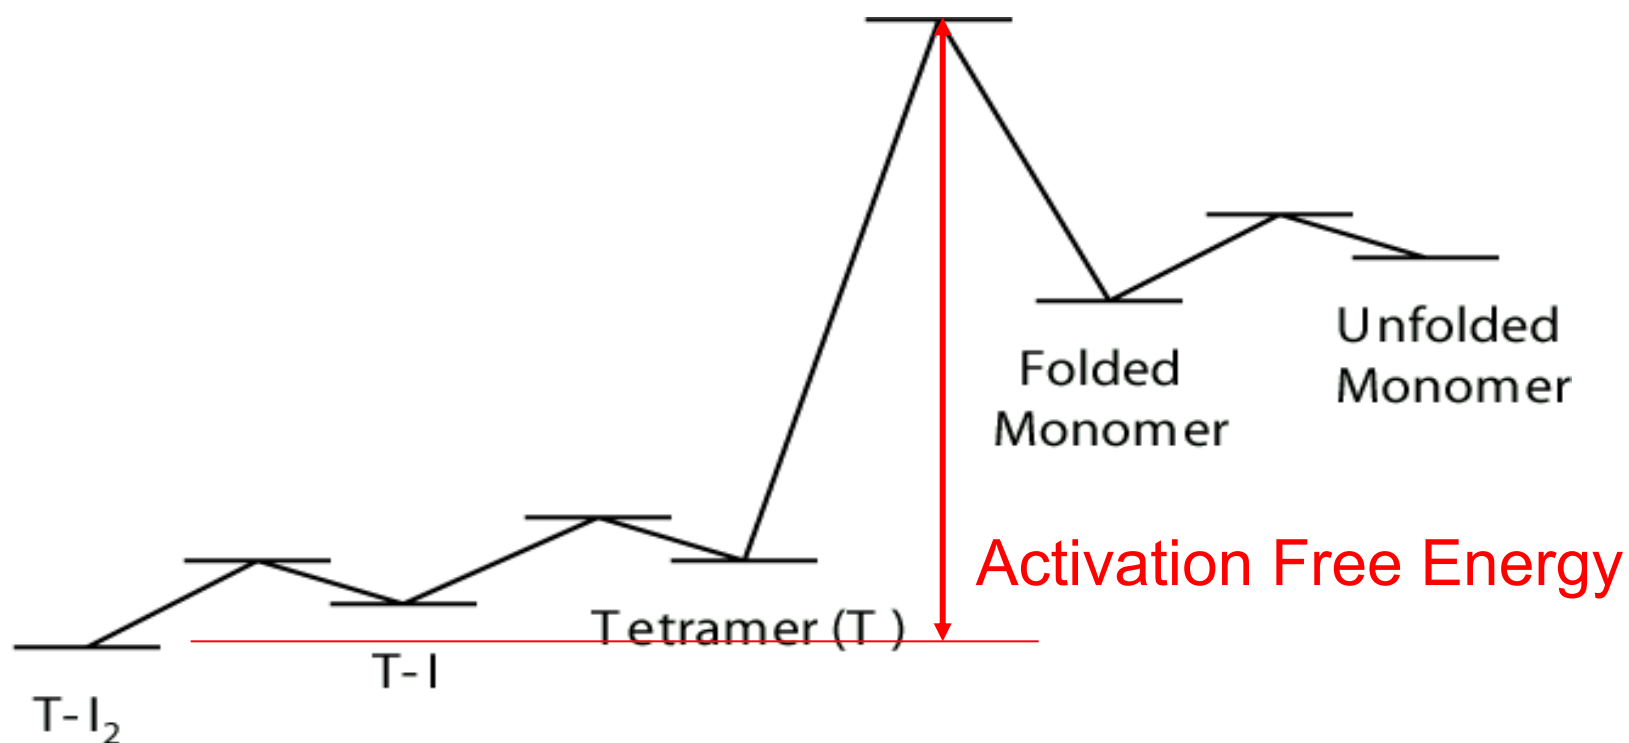 Unfolded
Monomer
Folded
Monomer
Activation Free Energy
Tetramer (T )
T-I
T-I₂